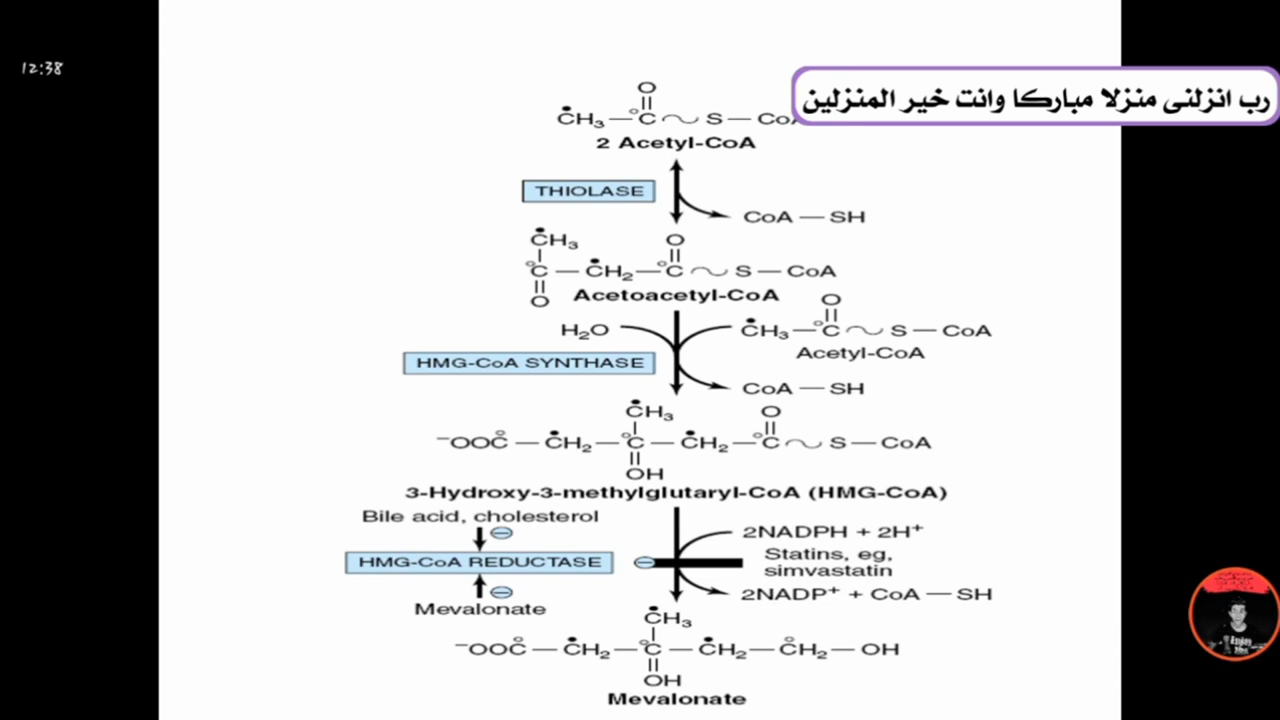 12:38
رب انزلنى منزلا مباركا وانت خير المنزلين
O
CH₃ — C ~ S — CoA
2 Acetyl-CoA
THIOLASE
CoA — SH
CH₃ O
C — CH₂ — C ~ S — CoA
O
Acetoacetyl-CoA
O
H₂O
CH₃ — C ~ S — CoA
Acetyl-CoA
HMG-CoA SYNTHASE
CoA — SH
CH₃ O
⁻OOC — CH₂ — C — CH₂ — C ~ S — CoA
OH
3-Hydroxy-3-methylglutaryl-CoA (HMG-CoA)
Bile acid, cholesterol
2NADPH + 2H⁺
HMG-CoA REDUCTASE
Statins, eg,
simvastatin
2NADP⁺ + CoA — SH
Mevalonate
CH₃
⁻OOC — CH₂ — C — CH₂ — CH₂ — OH
OH
Mevalonate